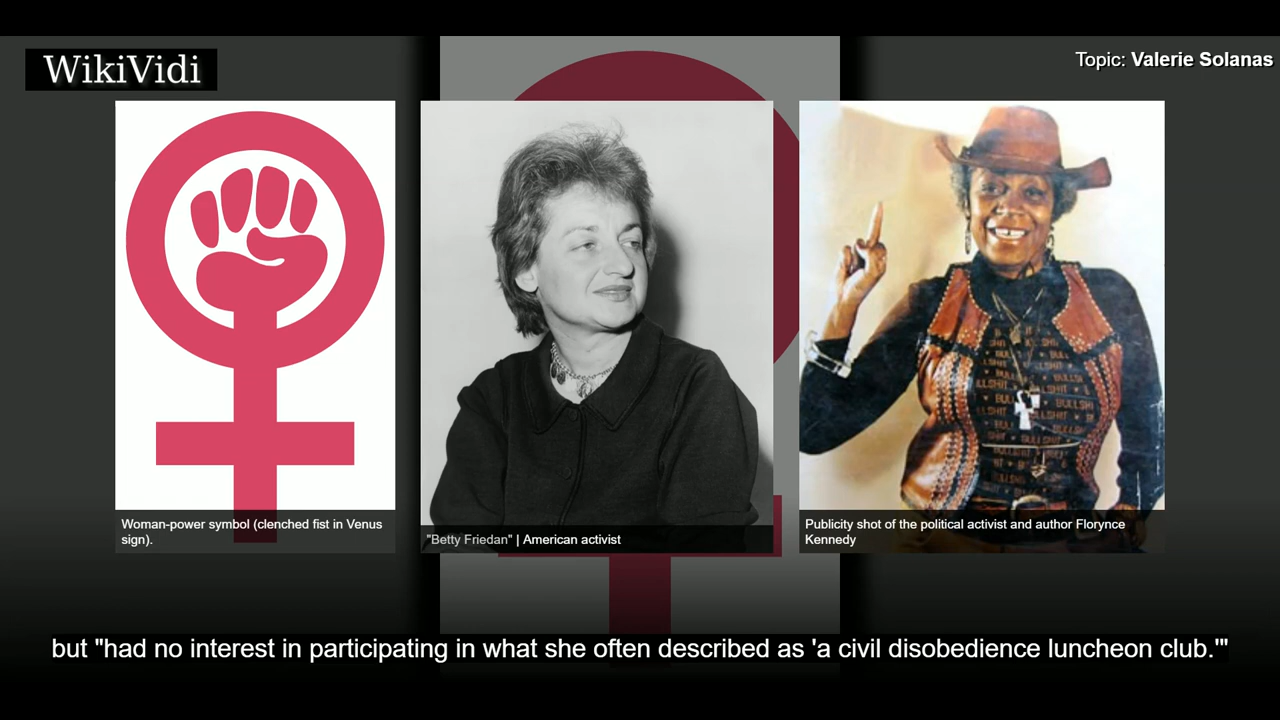 WikiVidi
Topic: Valerie Solanas
Woman-power symbol (clenched fist in Venus
sign).
"Betty Friedan" | American activist
BULLSHIT
Publicity shot of the political activist and author Florynce
Kennedy
but "had no interest in participating in what she often described as 'a civil disobedience luncheon club.'"